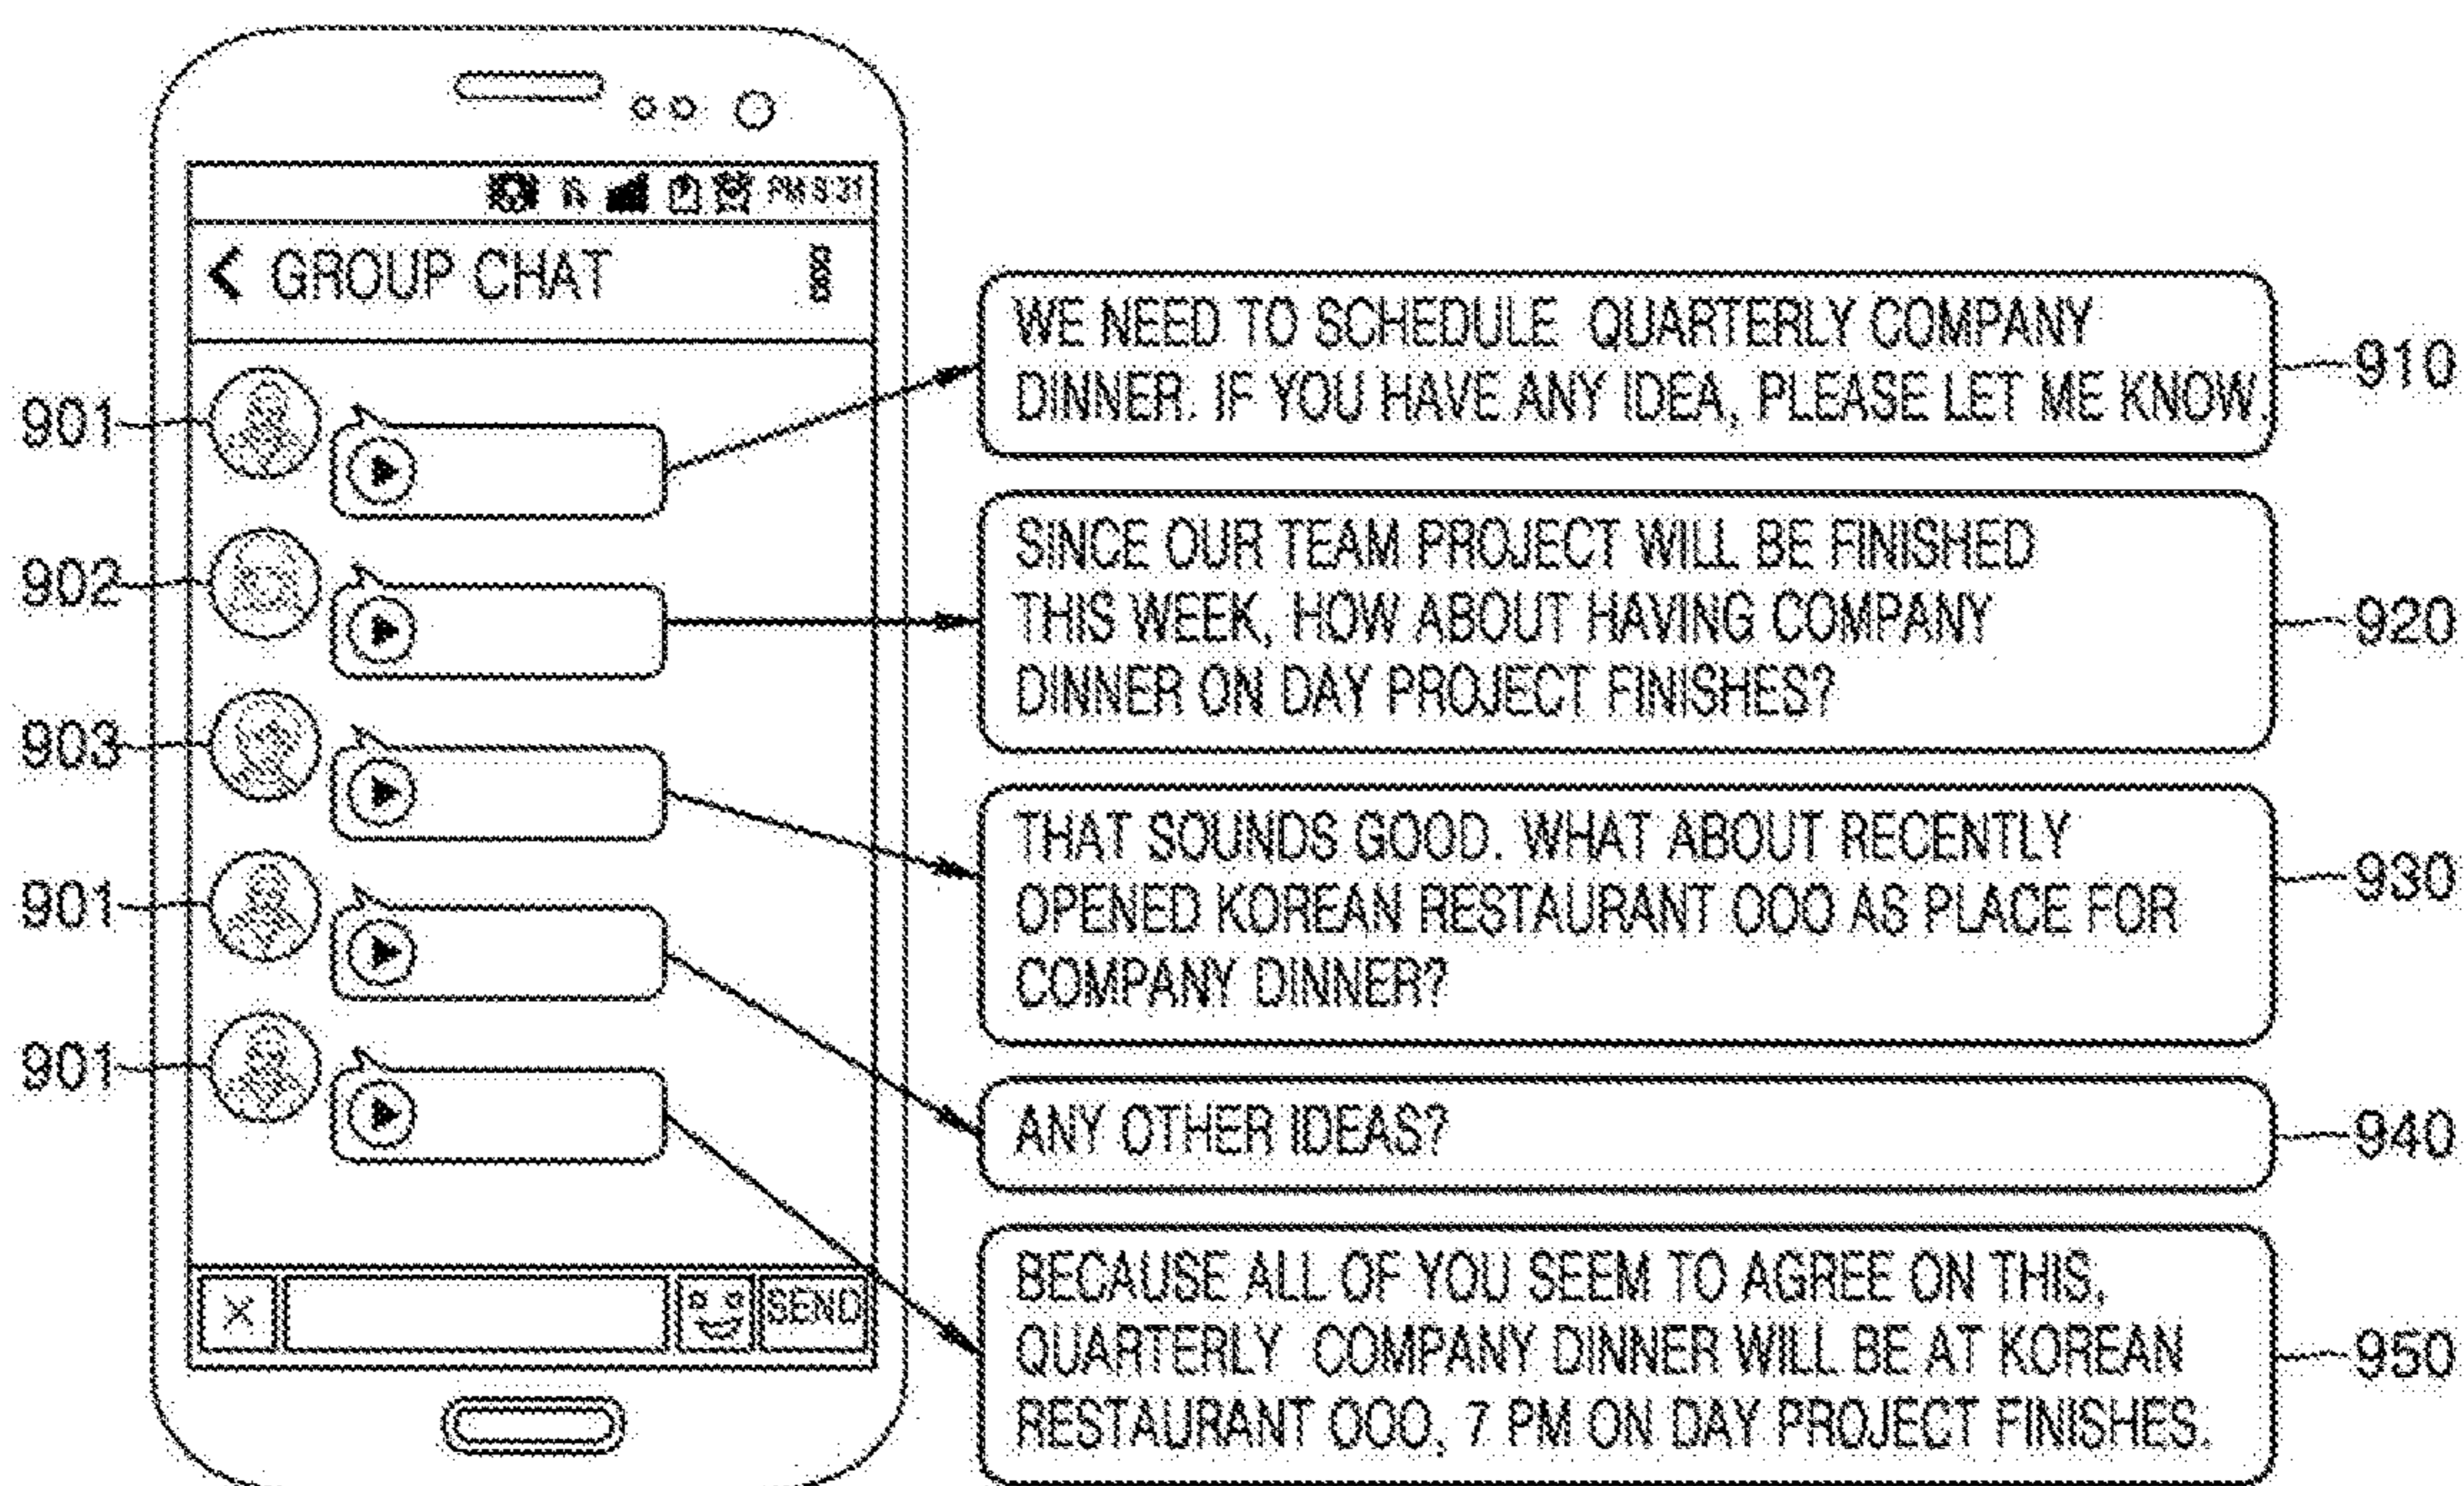 PM 8:31
GROUP CHAT
901
902
903
901
901
SEND
WE NEED TO SCHEDULE QUARTERLY COMPANY
DINNER. IF YOU HAVE ANY IDEA, PLEASE LET ME KNOW.
910
SINCE OUR TEAM PROJECT WILL BE FINISHED
THIS WEEK, HOW ABOUT HAVING COMPANY
DINNER ON DAY PROJECT FINISHES?
920
THAT SOUNDS GOOD. WHAT ABOUT RECENTLY
OPENED KOREAN RESTAURANT OOO AS PLACE FOR
COMPANY DINNER?
930
ANY OTHER IDEAS?
940
BECAUSE ALL OF YOU SEEM TO AGREE ON THIS,
QUARTERLY COMPANY DINNER WILL BE AT KOREAN
RESTAURANT OOO, 7 PM ON DAY PROJECT FINISHES.
950